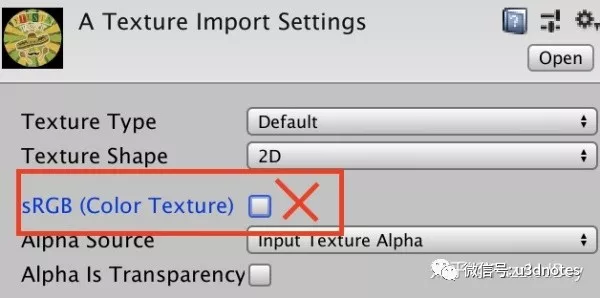 A Texture Import Settings
Open
Texture Type
Default
Texture Shape
2D
sRGB (Color Texture)
Alpha Source
Input Texture Alpha
Alpha Is Transparency
微信号: u3dnotes